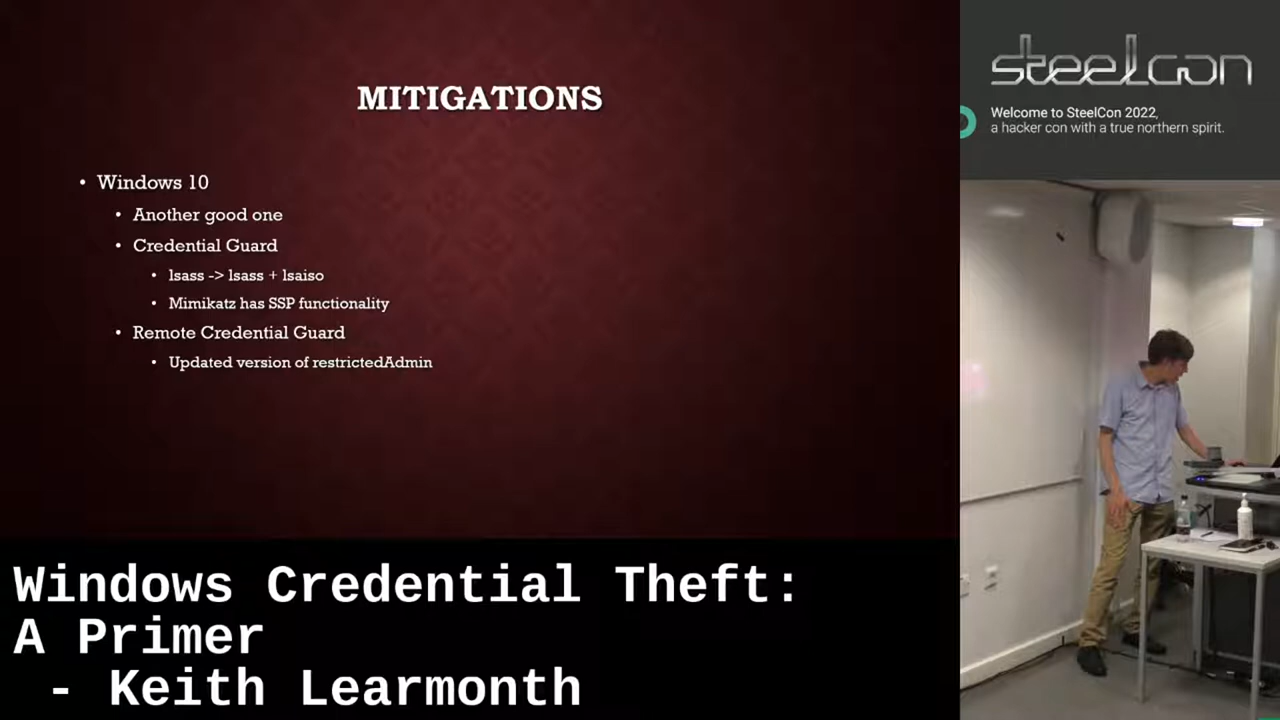 MITIGATIONS
• Windows 10
• Another good one
• Credential Guard
• lsass -> lsass + lsaiso
• Mimikatz has SSP functionality
• Remote Credential Guard
• Updated version of restrictedAdmin
steelcon
Welcome to SteelCon 2022,
a hacker con with a true northern spirit.
Windows Credential Theft:
A Primer
- Keith Learmonth